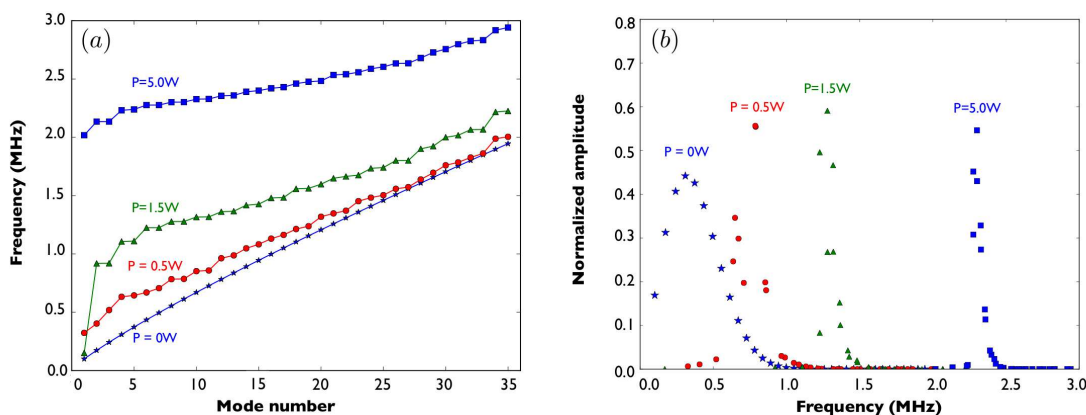 (a)
3.0
2.5
2.0
1.5
1.0
0.5
0.0
0
5
10
15
20
25
30
35
Frequency (MHz)
Mode number
P=5.0W
P=1.5W
P = 0.5W
P = 0W
(b)
0.8
0.7
0.6
0.5
0.4
0.3
0.2
0.1
0.0
0.0
0.5
1.0
1.5
2.0
2.5
3.0
Normalized amplitude
Frequency (MHz)
P = 0W
P = 0.5W
P=1.5W
P=5.0W